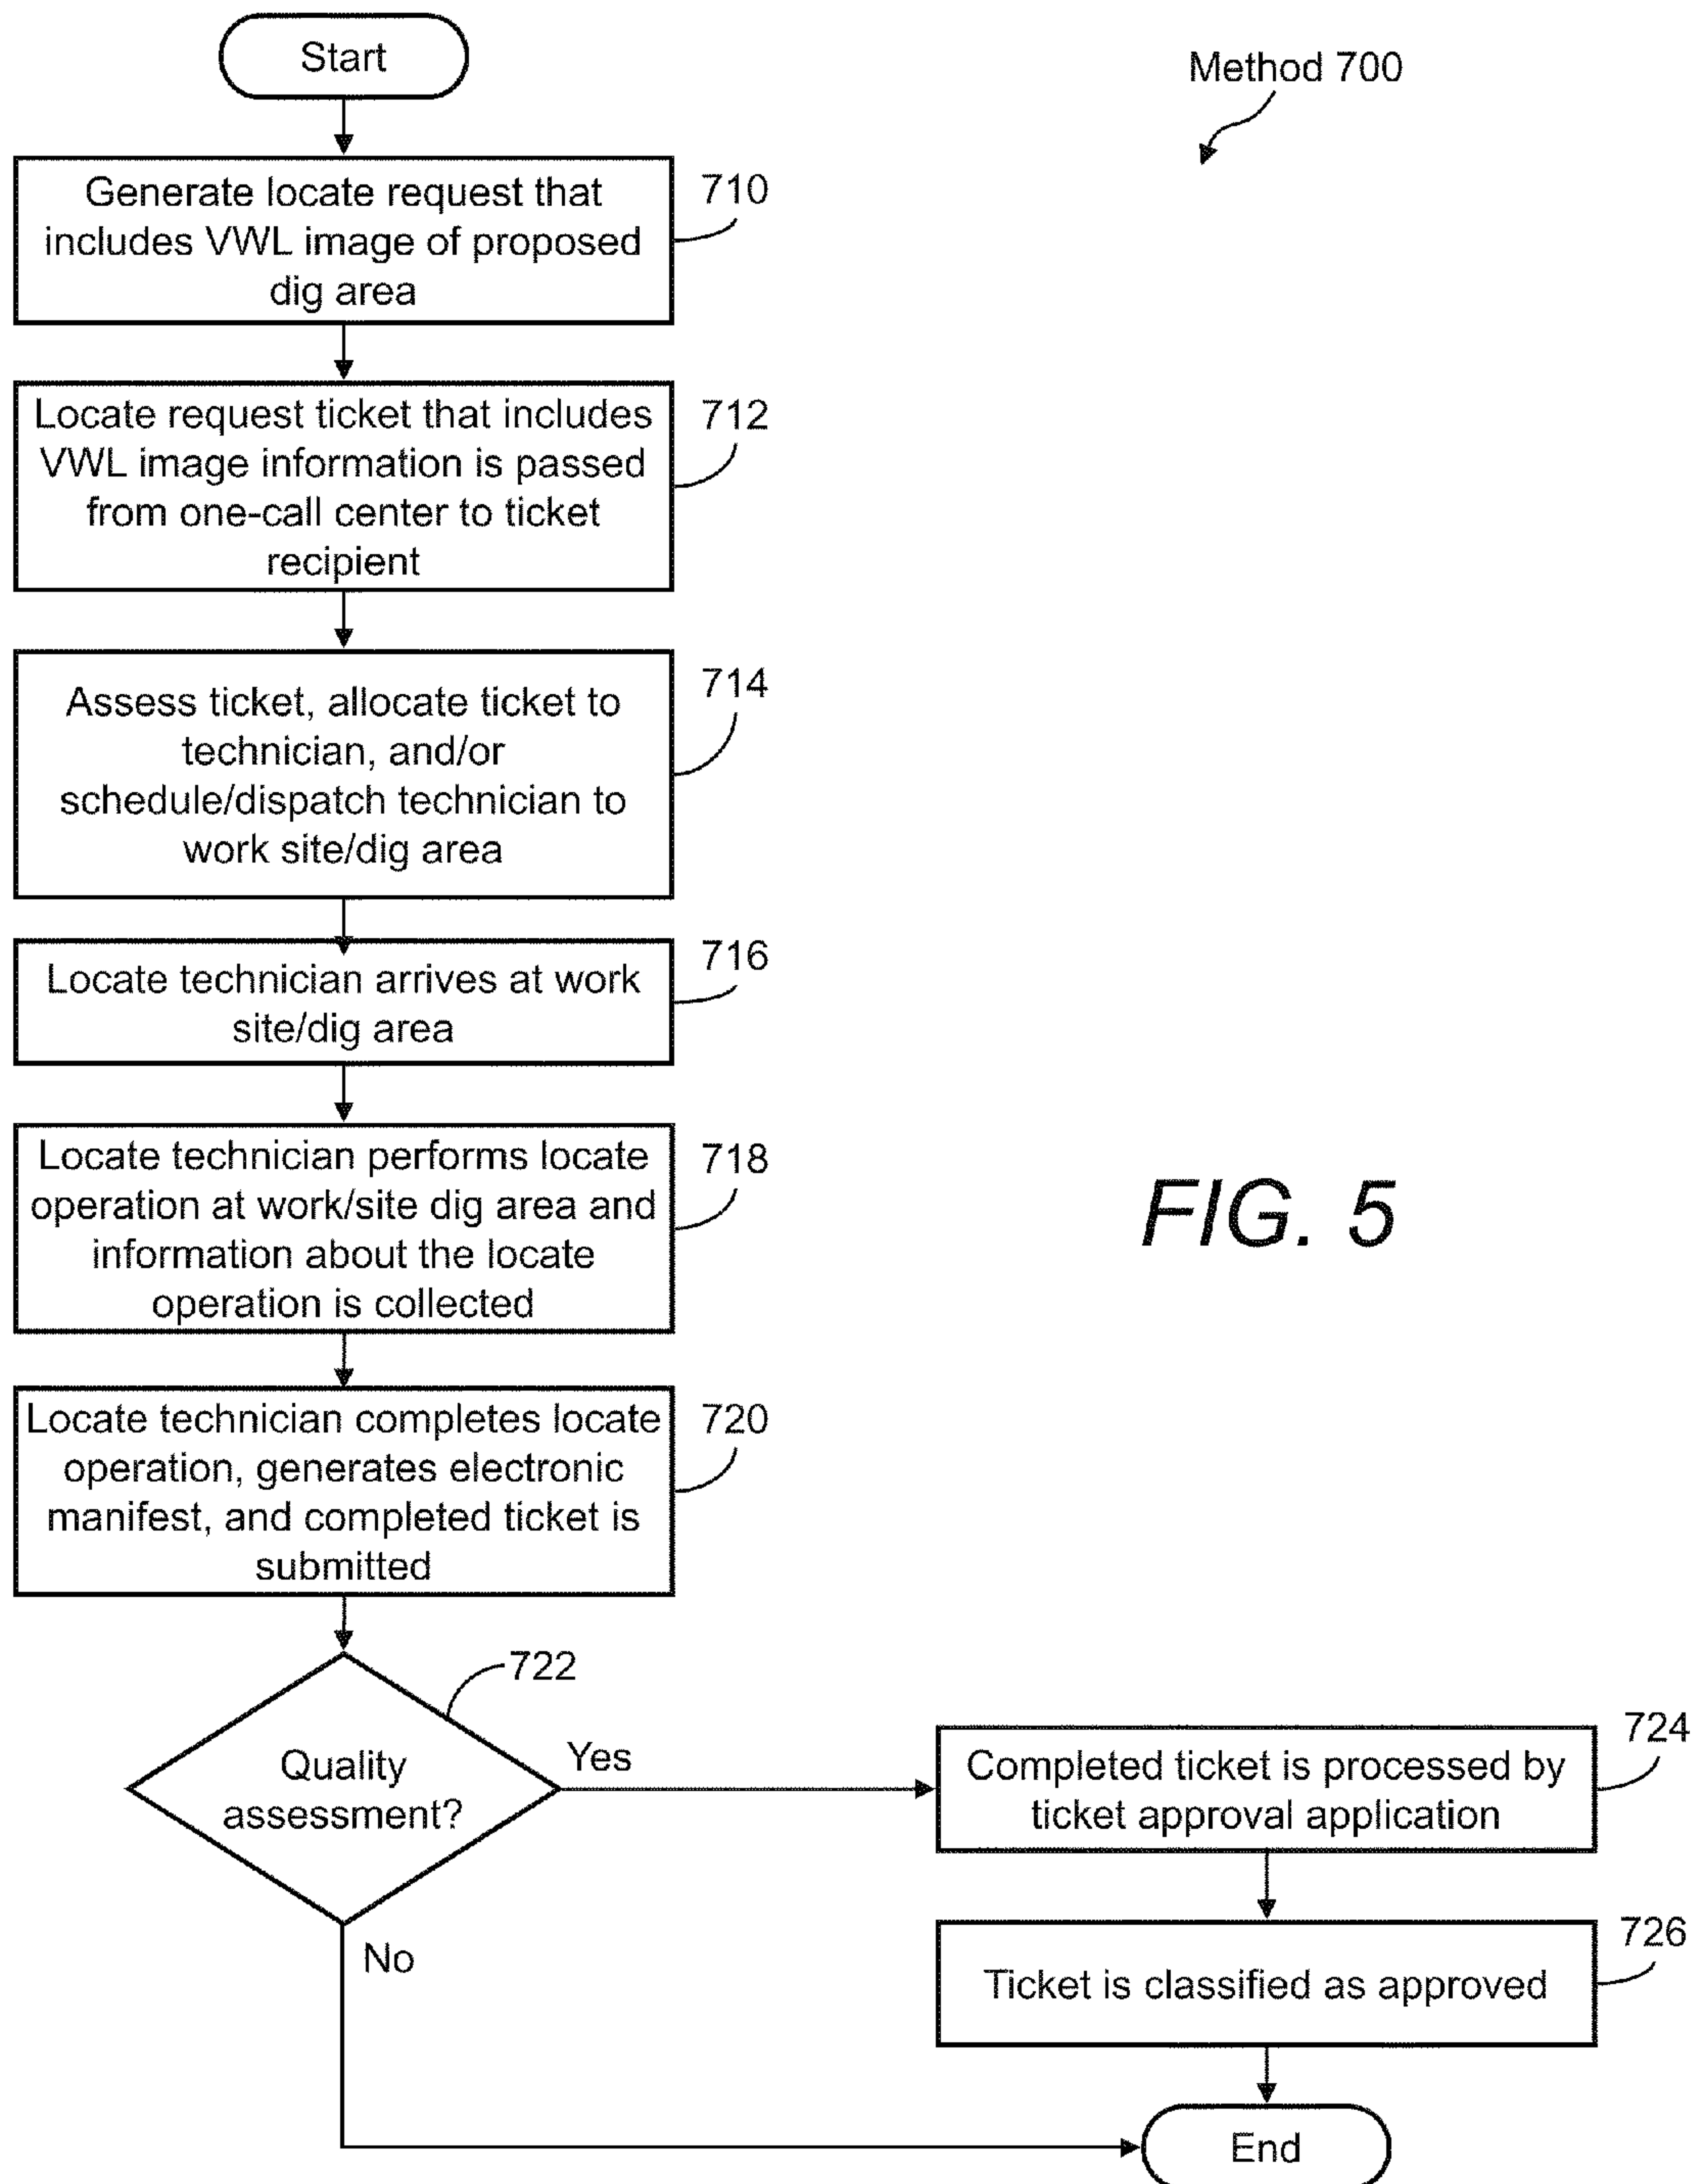 Start
Method 700
Generate locate request that
includes VWL image of proposed
dig area
710
Locate request ticket that includes
VWL image information is passed
from one-call center to ticket
recipient
712
Assess ticket, allocate ticket to
technician, and/or
schedule/dispatch technician to
work site/dig area
714
Locate technician arrives at work
site/dig area
716
Locate technician performs locate
operation at work/site dig area and
information about the locate
operation is collected
718
FIG. 5
Locate technician completes locate
operation, generates electronic
manifest, and completed ticket is
submitted
720
Quality
assessment?
722
Yes
No
Completed ticket is processed by
ticket approval application
724
Ticket is classified as approved
726
End